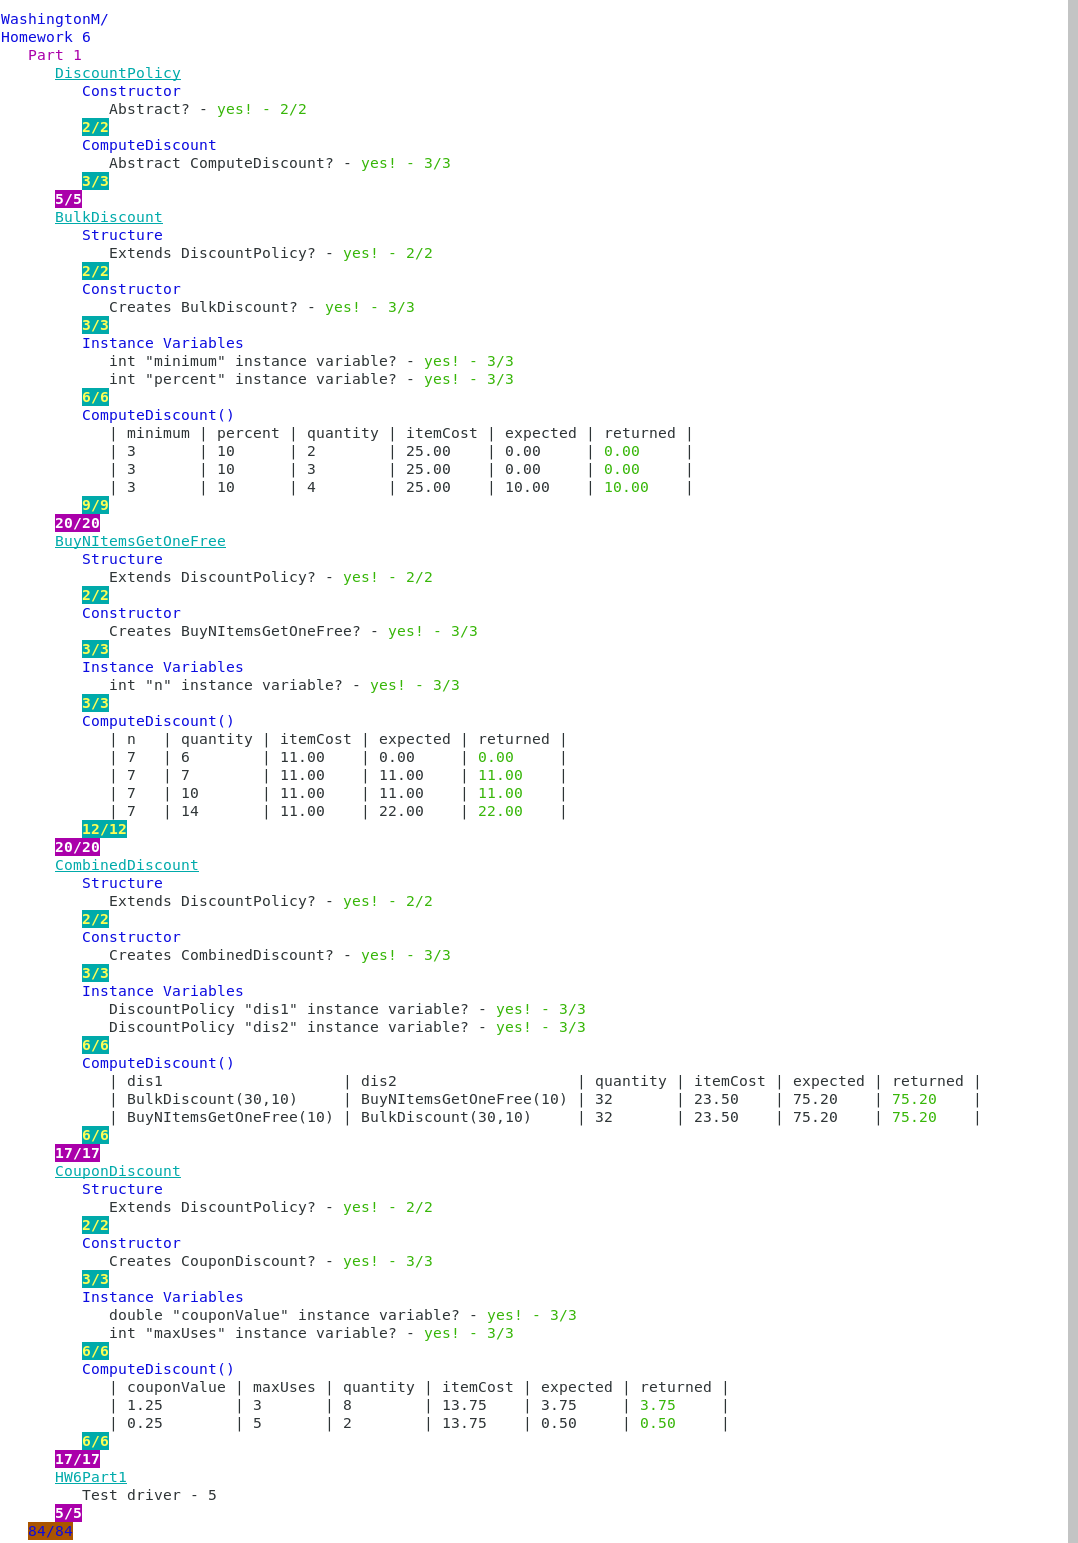 WashingtonM/
Homework 6
   Part 1
      DiscountPolicy
         Constructor
            Abstract? - yes! - 2/2
         2/2
         ComputeDiscount
            Abstract ComputeDiscount? - yes! - 3/3
         3/3
      5/5
      BulkDiscount
         Structure
            Extends DiscountPolicy? - yes! - 2/2
         2/2
         Constructor
            Creates BulkDiscount? - yes! - 3/3
         3/3
         Instance Variables
            int "minimum" instance variable? - yes! - 3/3
            int "percent" instance variable? - yes! - 3/3
         6/6
         ComputeDiscount()
            | minimum | percent | quantity | itemCost | expected | returned |
            | 3       | 10      | 2        | 25.00    | 0.00     | 0.00     |
            | 3       | 10      | 3        | 25.00    | 0.00     | 0.00     |
            | 3       | 10      | 4        | 25.00    | 10.00    | 10.00    |
         9/9
      20/20
      BuyNItemsGetOneFree
         Structure
            Extends DiscountPolicy? - yes! - 2/2
         2/2
         Constructor
            Creates BuyNItemsGetOneFree? - yes! - 3/3
         3/3
         Instance Variables
            int "n" instance variable? - yes! - 3/3
         3/3
         ComputeDiscount()
            | n   | quantity | itemCost | expected | returned |
            | 7   | 6        | 11.00    | 0.00     | 0.00     |
            | 7   | 7        | 11.00    | 11.00    | 11.00    |
            | 7   | 10       | 11.00    | 11.00    | 11.00    |
            | 7   | 14       | 11.00    | 22.00    | 22.00    |
         12/12
      20/20
      CombinedDiscount
         Structure
            Extends DiscountPolicy? - yes! - 2/2
         2/2
         Constructor
            Creates CombinedDiscount? - yes! - 3/3
         3/3
         Instance Variables
            DiscountPolicy "dis1" instance variable? - yes! - 3/3
            DiscountPolicy "dis2" instance variable? - yes! - 3/3
         6/6
         ComputeDiscount()
            | dis1                    | dis2                    | quantity | itemCost | expected | returned |
            | BulkDiscount(30,10)     | BuyNItemsGetOneFree(10) | 32       | 23.50    | 75.20    | 75.20    |
            | BuyNItemsGetOneFree(10) | BulkDiscount(30,10)     | 32       | 23.50    | 75.20    | 75.20    |
         6/6
      17/17
      CouponDiscount
         Structure
            Extends DiscountPolicy? - yes! - 2/2
         2/2
         Constructor
            Creates CouponDiscount? - yes! - 3/3
         3/3
         Instance Variables
            double "couponValue" instance variable? - yes! - 3/3
            int "maxUses" instance variable? - yes! - 3/3
         6/6
         ComputeDiscount()
            | couponValue | maxUses | quantity | itemCost | expected | returned |
            | 1.25        | 3       | 8        | 13.75    | 3.75     | 3.75     |
            | 0.25        | 5       | 2        | 13.75    | 0.50     | 0.50     |
         6/6
      17/17
      HW6Part1
         Test driver - 5
      5/5
   84/84